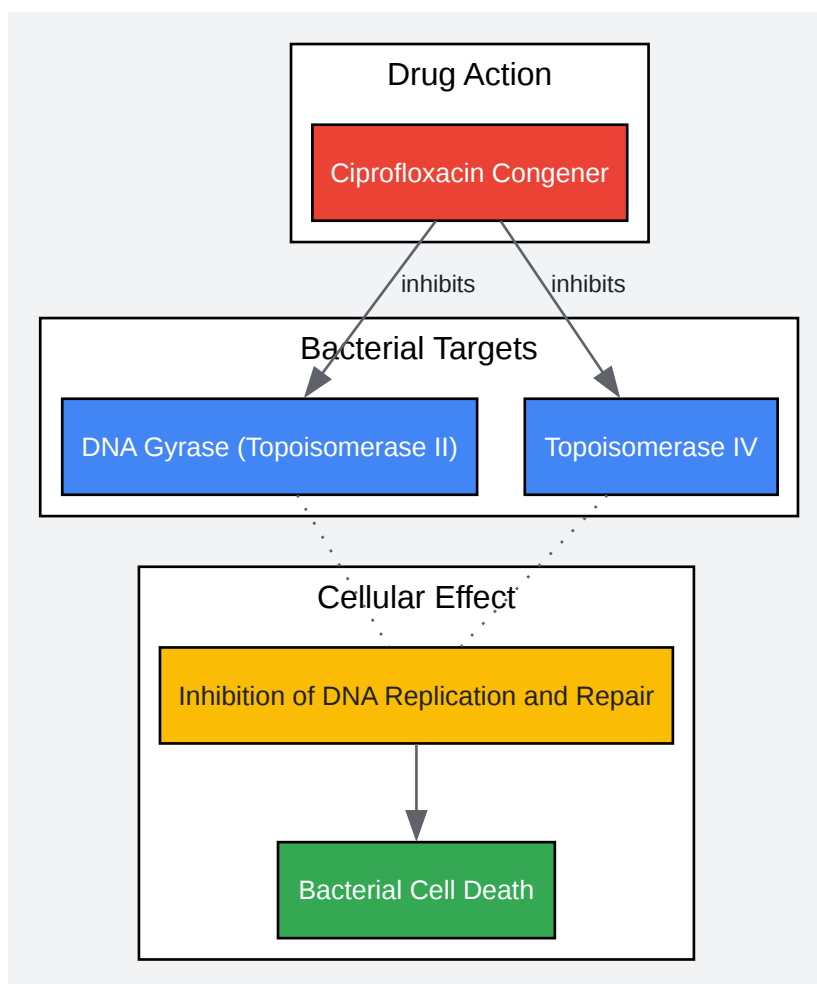 Drug Action
Ciprofloxacin Congener
inhibits
inhibits
Bacterial Targets
DNA Gyrase (Topoisomerase II)
Topoisomerase IV
Cellular Effect
Inhibition of DNA Replication and Repair
Bacterial Cell Death